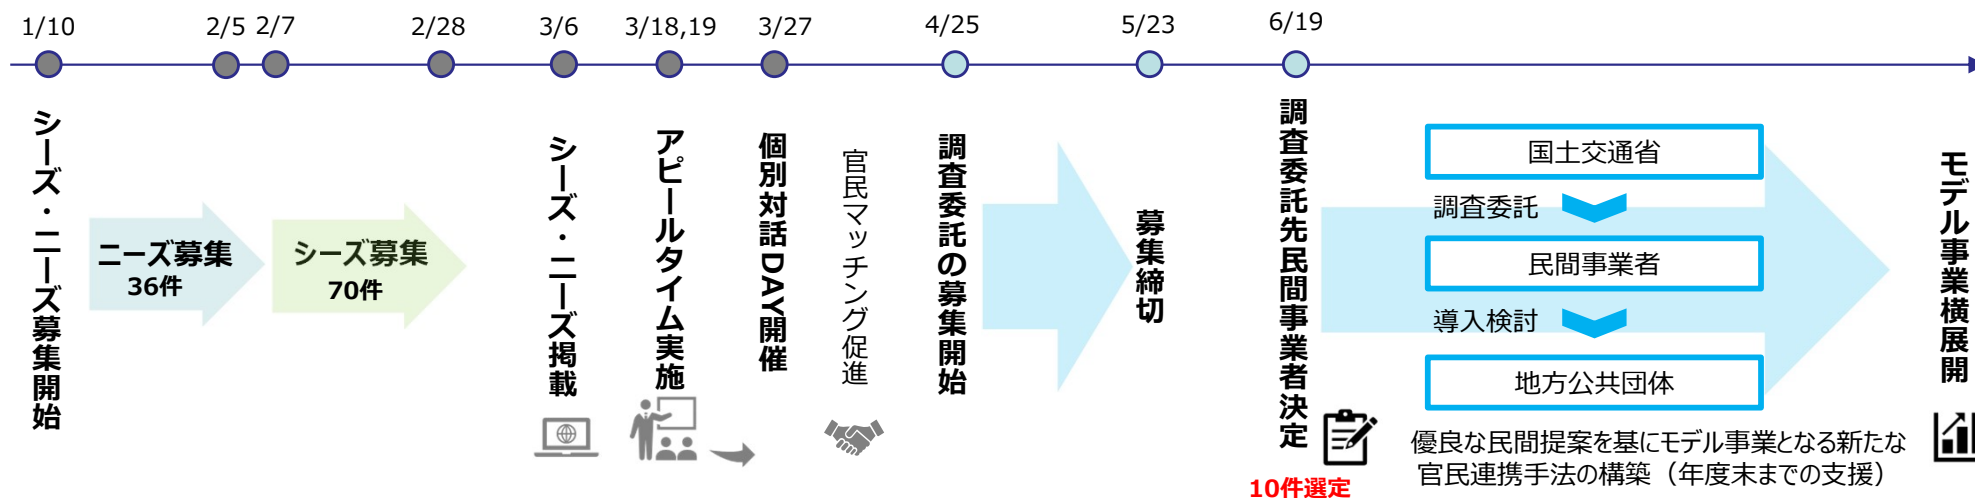 1/10
2/5
2/7
2/28
3/6
3/18,19
3/27
4/25
5/23
6/19
シーズ・ニーズ募集開始
ニーズ募集
36件
シーズ募集
70件
シーズ・ニーズ掲載
アピールタイム実施
個別対話DAY開催
官民マッチング促進
調査委託の募集開始
募集締切
調査委託先民間事業者決定
10件選定
国土交通省
調査委託
民間事業者
導入検討
地方公共団体
優良な民間提案を基にモデル事業となる新たな
官民連携手法の構築（年度末までの支援）
モデル事業横展開